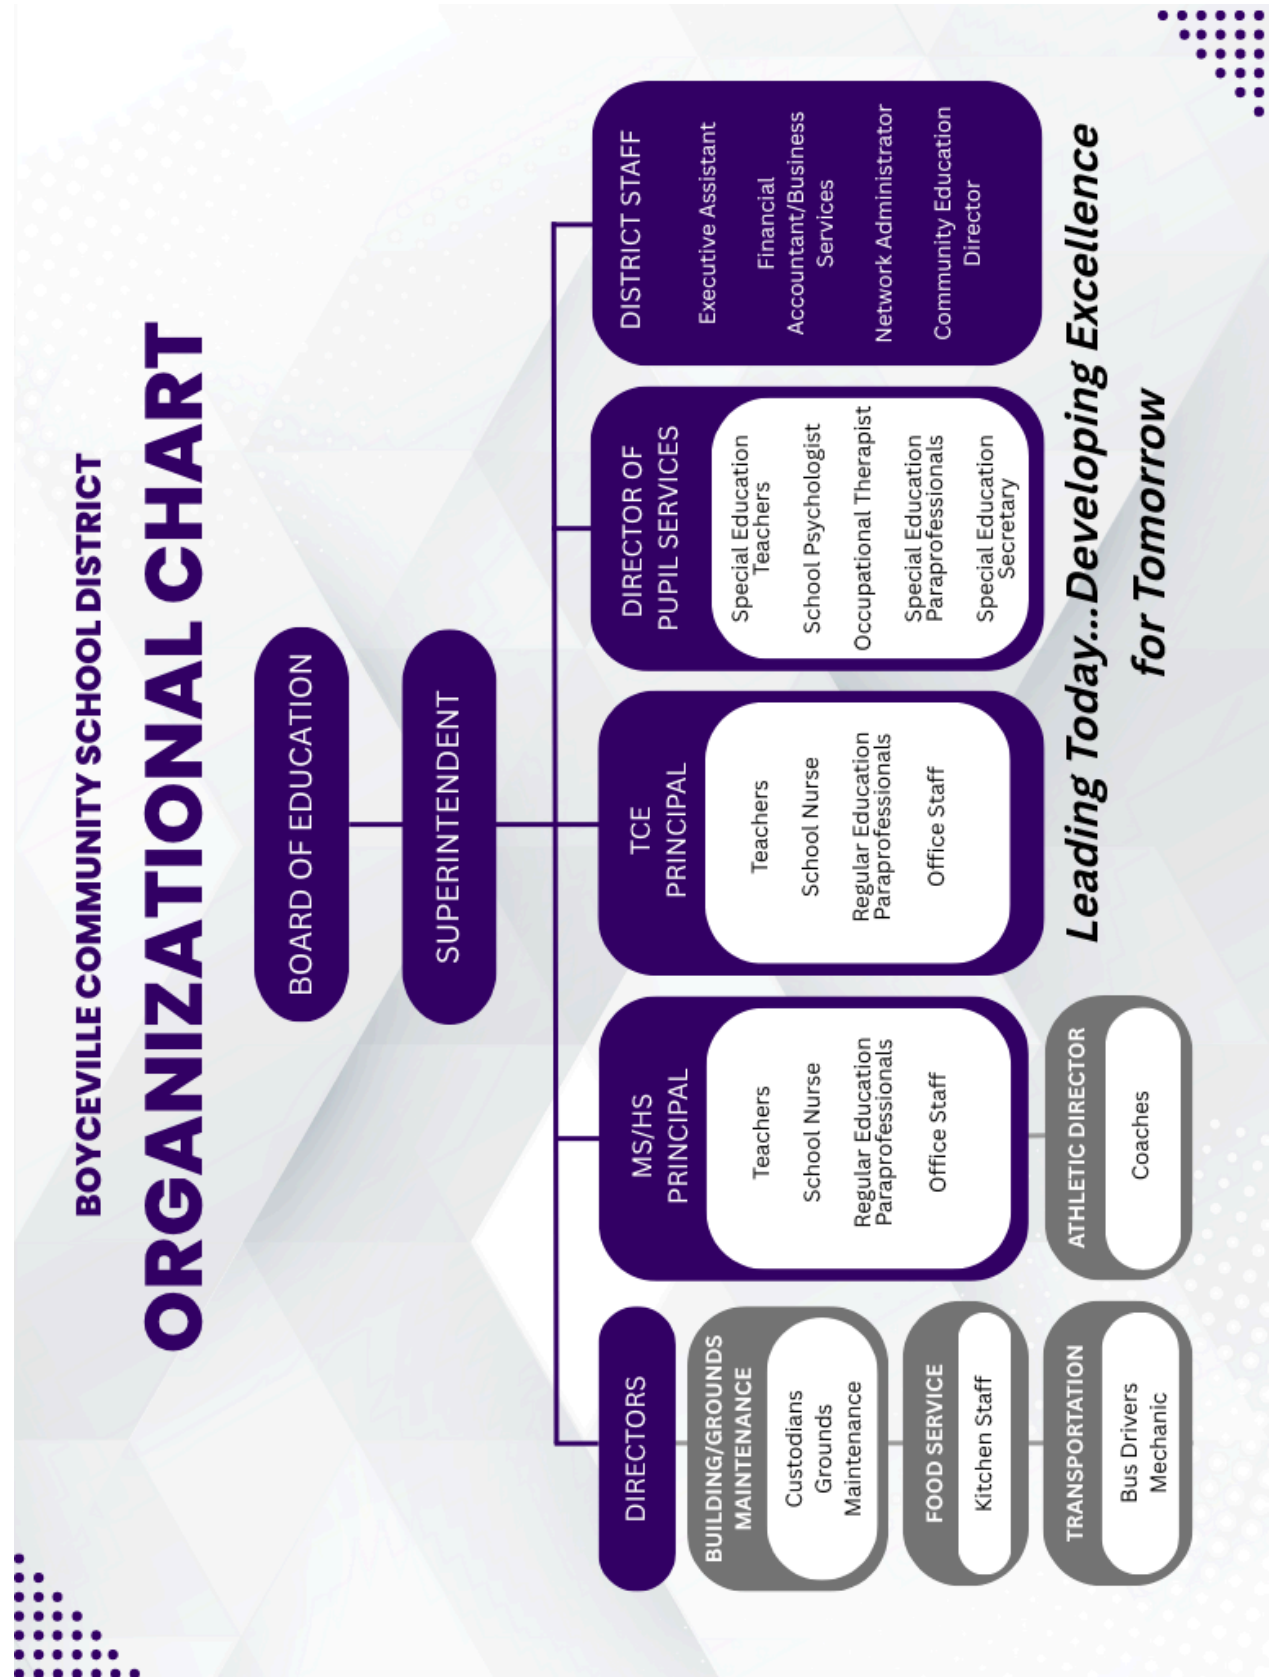 BOYCEVILLE COMMUNITY SCHOOL DISTRICT
ORGANIZATIONAL CHART
BOARD OF EDUCATION
SUPERINTENDENT
DIRECTORS
BUILDING/GROUNDS
MAINTENANCE
Custodians
Grounds
Maintenance
FOOD SERVICE
Kitchen Staff
TRANSPORTATION
Bus Drivers
Mechanic
MS/HS
PRINCIPAL
Teachers
School Nurse
Regular Education
Paraprofessionals
Office Staff
ATHLETIC DIRECTOR
Coaches
TCE
PRINCIPAL
Teachers
School Nurse
Regular Education
Paraprofessionals
Office Staff
DIRECTOR OF
PUPIL SERVICES
Special Education
Teachers
School Psychologist
Occupational Therapist
Special Education
Paraprofessionals
Special Education
Secretary
DISTRICT STAFF
Executive Assistant
Financial
Accountant/Business
Services
Network Administrator
Community Education
Director
Leading Today...Developing Excellence
for Tomorrow